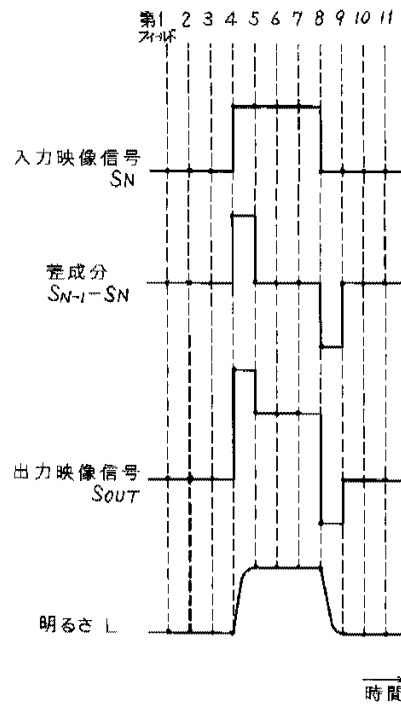 第1 2 3 4 5 6 7 8 9 10 11
フィールド
入力映像信号
SN
差成分
SN-1-SN
出力映像信号
SOUT
明るさ L
時間